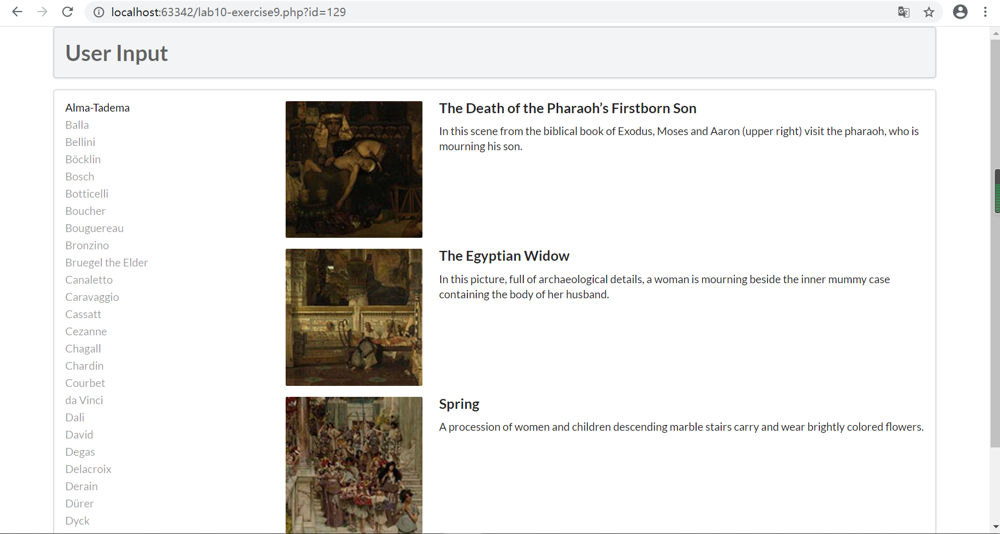 localhost:63342/lab10-exercise9.php?id=129
User Input
Alma-Tadema
Balla
Bellini
Böcklin
Bosch
Botticelli
Boucher
Bouguereau
Bronzino
Bruegel the Elder
Canaletto
Caravaggio
Cassatt
Cezanne
Chagall
Chardin
Courbet
da Vinci
Dali
David
Degas
Delacroix
Derain
Dürer
Dyck
The Death of the Pharaoh’s Firstborn Son
In this scene from the biblical book of Exodus, Moses and Aaron (upper right) visit the pharaoh, who is
mourning his son.
The Egyptian Widow
In this picture, full of archaeological details, a woman is mourning beside the inner mummy case
containing the body of her husband.
Spring
A procession of women and children descending marble stairs carry and wear brightly colored flowers.